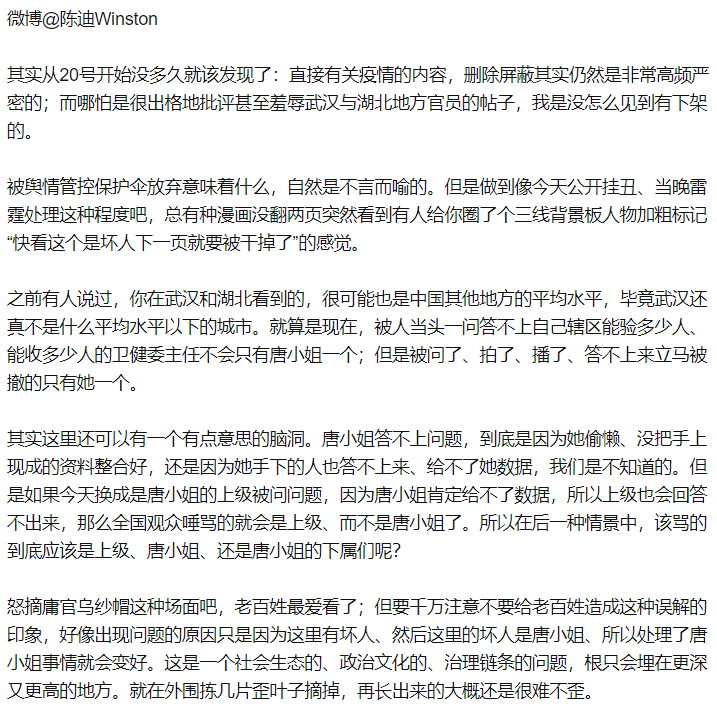 微博@陈迪Winston
其实从20号开始没多久就该发现了：直接有关疫情的内容，删除屏蔽其实仍然是非常高频严
密的；而哪怕是很出格地批评甚至羞辱武汉与湖北地方官员的帖子，我是没怎么见到有下架
的。
被舆情管控保护伞放弃意味着什么，自然是不言而喻的。但是做到像今天公开挂丑、当晚雷
霆处理这种程度吧，总有种漫画没翻两页突然看到有人给你圈了个三线背景板人物加粗标记
“快看这个是坏人下一页就要被干掉了”的感觉。
之前有人说过，你在武汉和湖北看到的，很可能也是中国其他地方的平均水平，毕竟武汉还
真不是什么平均水平以下的城市。就算是现在，被人当头一问答不上自己辖区能验多少人、
能收多少人的卫健委主任不会只有唐小姐一个；但是被问了、拍了、播了、答不上来立马被
撤的只有她一个。
其实这里还可以有一个有点意思的脑洞。唐小姐答不上问题，到底是因为她偷懒、没把手上
现成的资料整合好，还是因为她手下的人也答不上来、给不了她数据，我们是不知道的。但
是如果今天换成是唐小姐的上级被问问题，因为唐小姐肯定给不了数据，所以上级也会回答
不出来，那么全国观众唾骂的就会是上级、而不是唐小姐了。所以在后一种情景中，该骂的
到底应该是上级、唐小姐、还是唐小姐的下属们呢？
怒摘庸官乌纱帽这种场面吧，老百姓最爱看了；但要千万注意不要给老百姓造成这种误解的
印象，好像出现问题的原因只是因为这里有坏人、然后这里的坏人是唐小姐、所以处理了唐
小姐事情就会变好。这是一个社会生态的、政治文化的、治理链条的问题，根只会埋在更深
又更高的地方。就在外围拣几片歪叶子摘掉，再长出来的大概还是很难不歪。